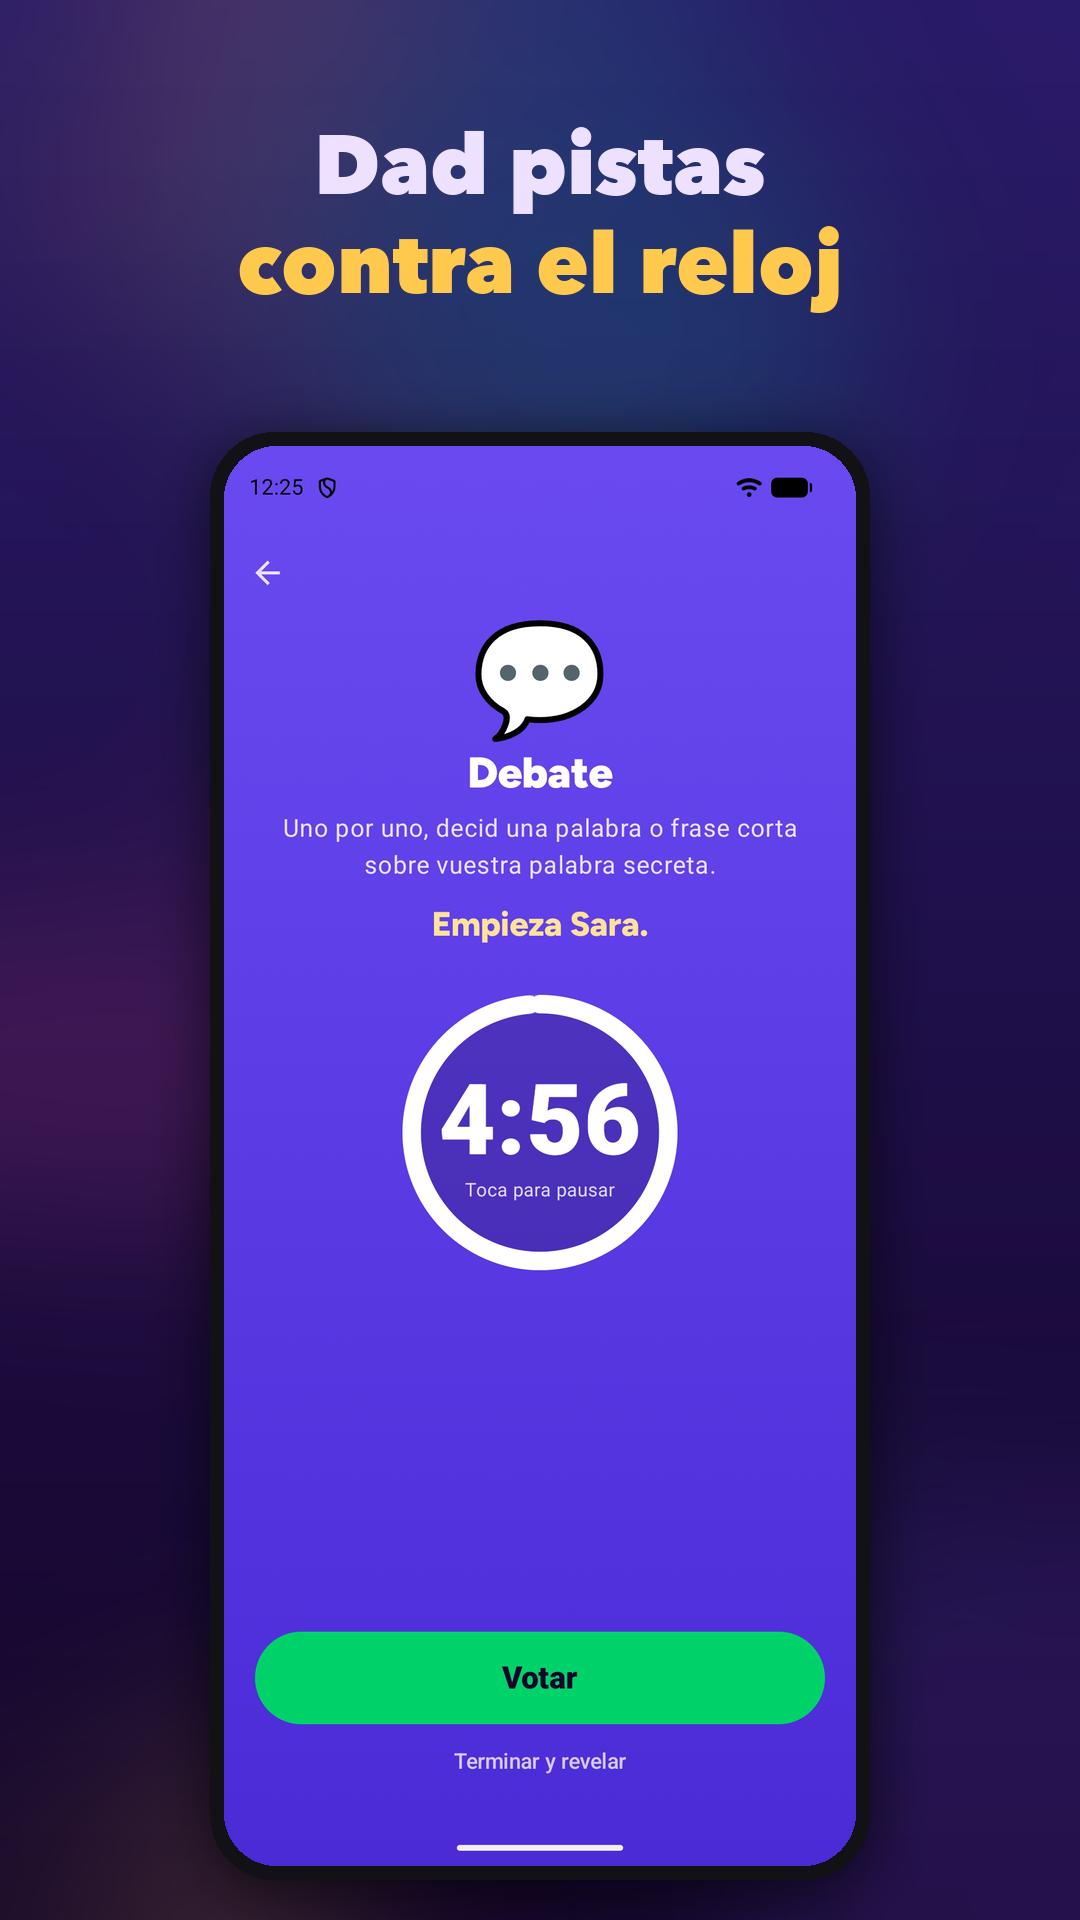 Dad pistas
contra el reloj
12:25
Debate
Uno por uno, decid una palabra o frase corta
sobre vuestra palabra secreta.
Empieza Sara.
4:56
Toca para pausar
Votar
Terminar y revelar